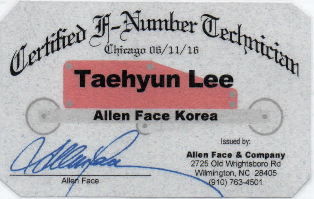 Certified F-Number Technician
Chicago 06/11/16
Taehyun Lee
Allen Face Korea
Issued by:
Allen Face & Company
2725 Old Wrightsboro Rd
Wilmington, NC 28405
(910) 763-4501
Allen Face